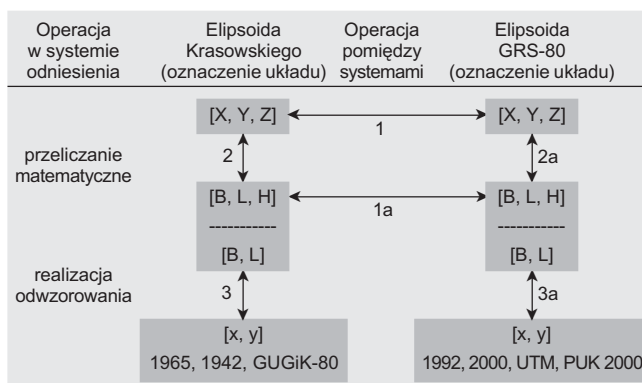 Operacja
w systemie
odniesienia
Elipsoida
Krasowskiego
(oznaczenie układu)
Operacja
pomiędzy
systemami
Elipsoida
GRS-80
(oznaczenie układu)
[X, Y, Z]
1
[X, Y, Z]
przeliczanie
matematyczne
2
2a
[B, L, H]
1a
[B, L, H]
-----------
[B, L]
-----------
[B, L]
realizacja
odwzorowania
3
3a
[x, y]
1965, 1942, GUGiK-80
[x, y]
1992, 2000, UTM, PUK 2000